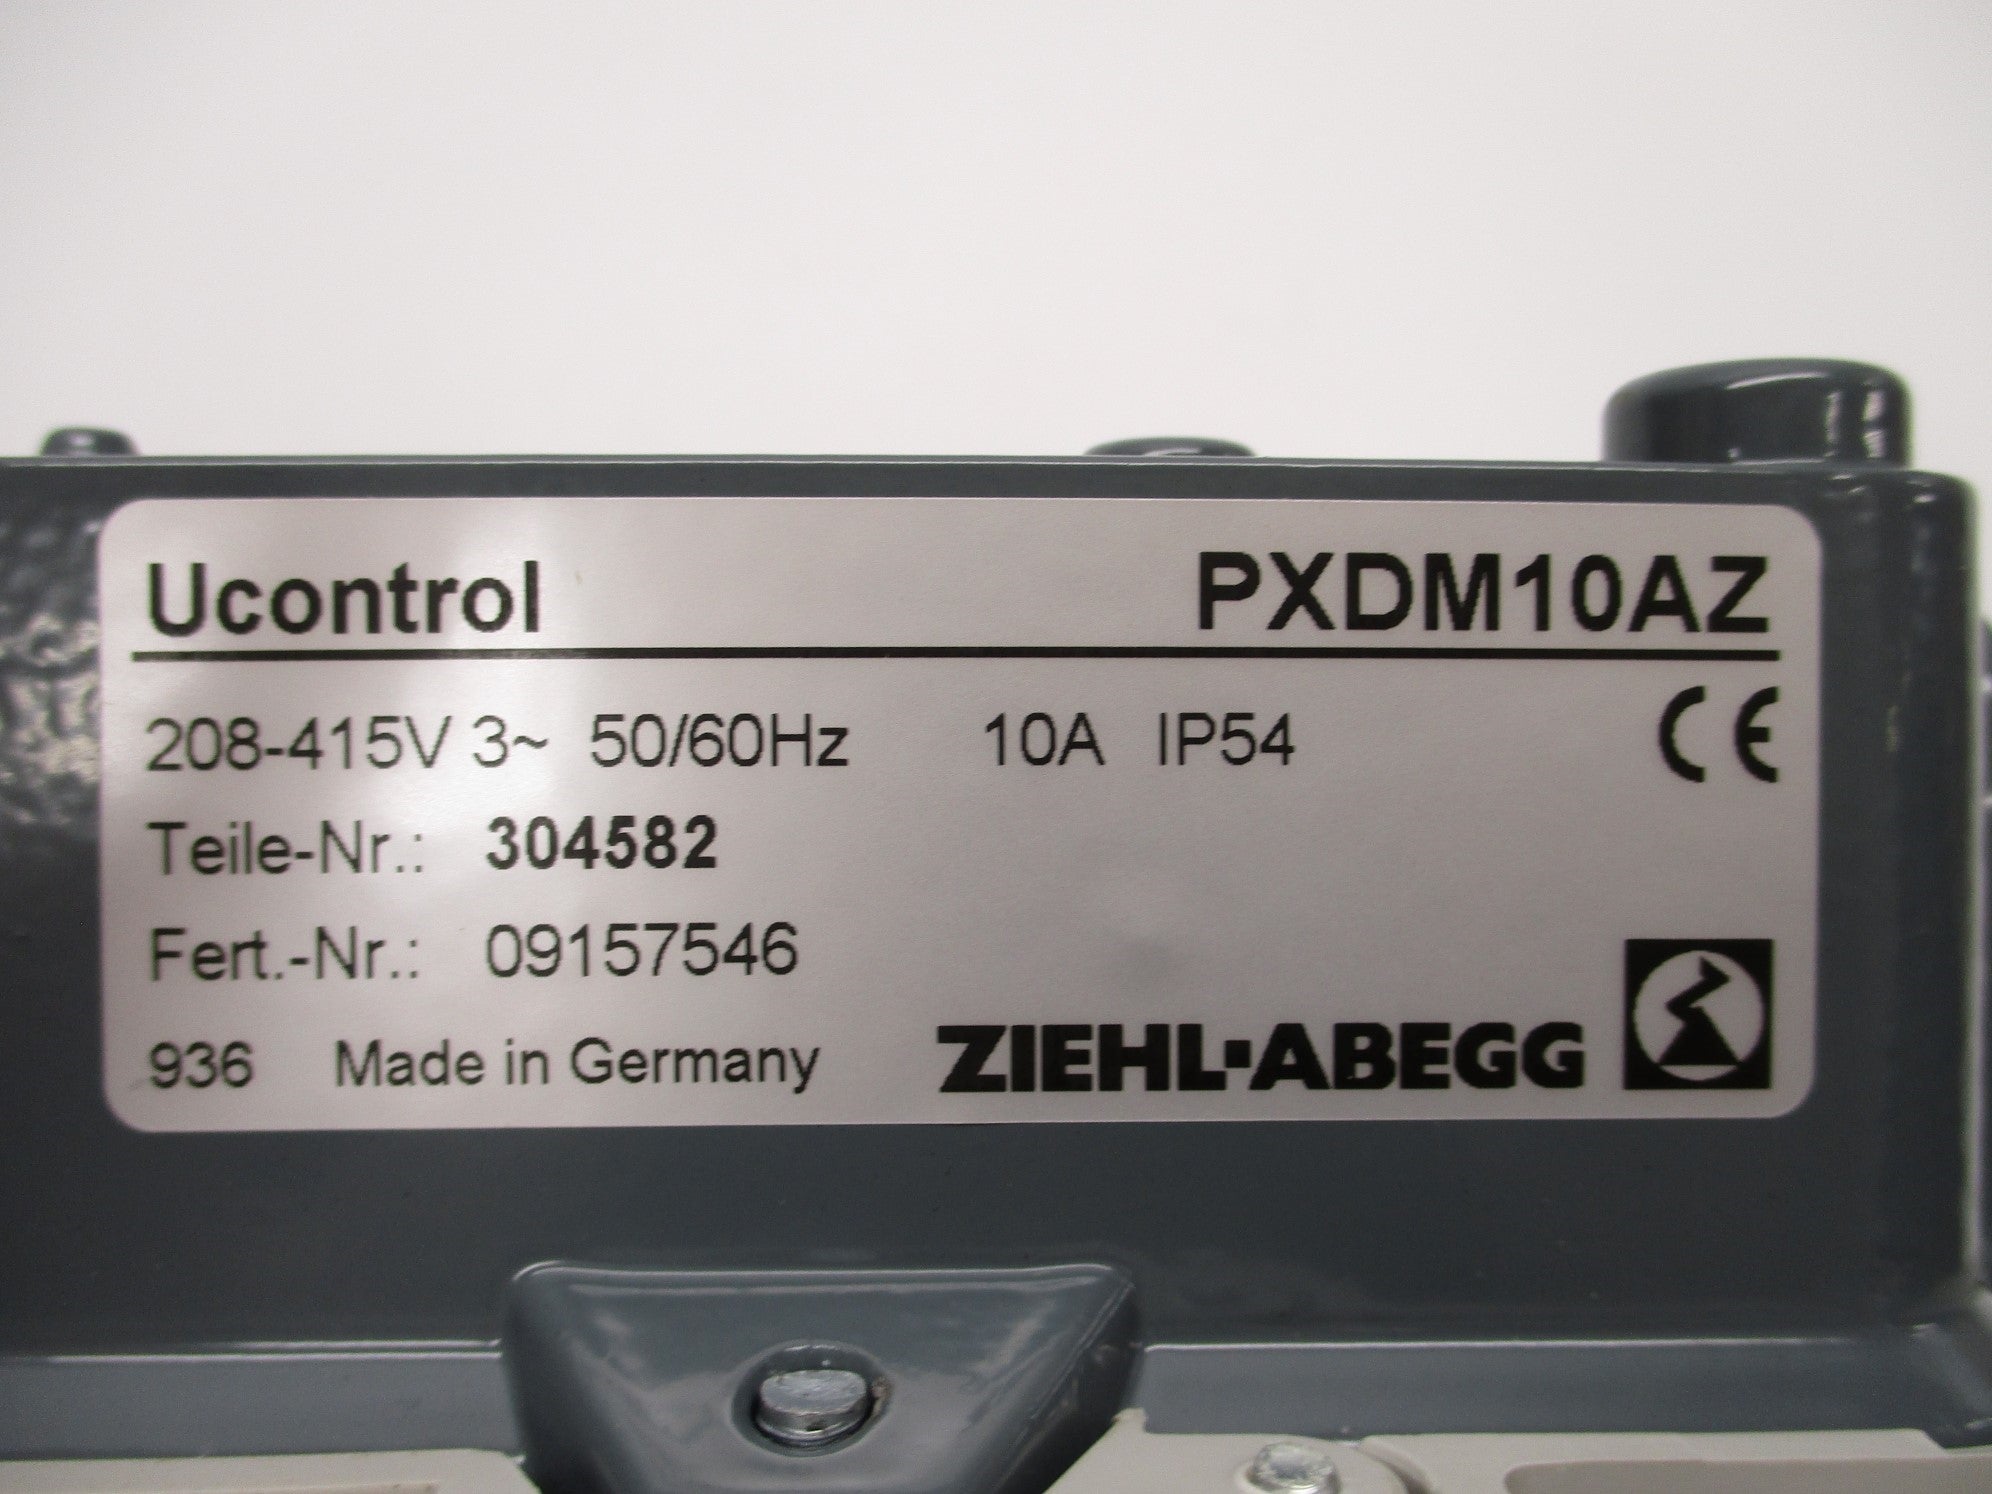 Ucontrol PXDM10AZ
208-415V 3~ 50/60Hz 10A IP54 CE
Teile-Nr.: 304582
Fert.-Nr.: 09157546
936 Made in Germany ZIEHL-ABEGG